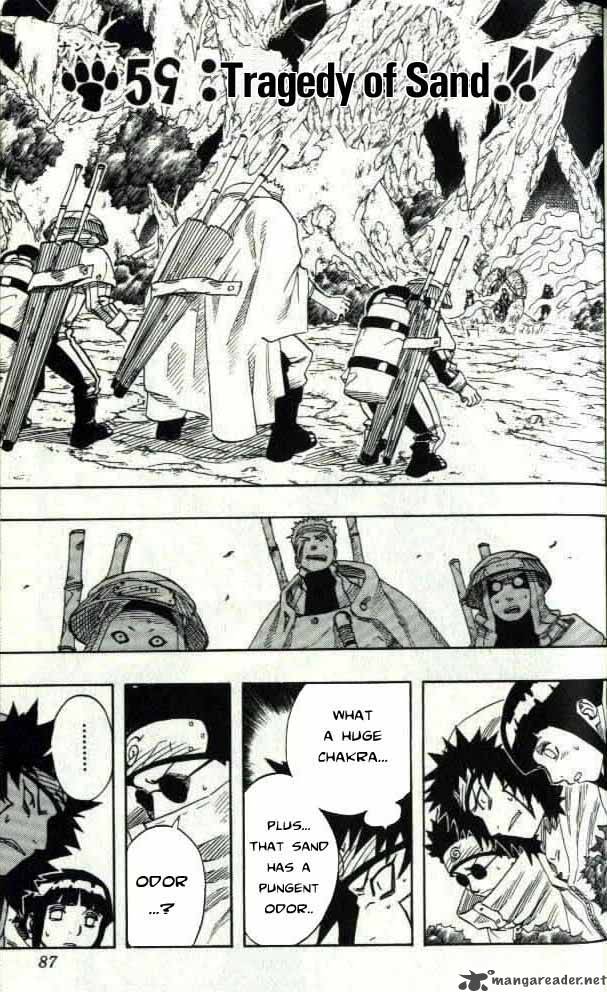 ナンバー
59:Tragedy of Sand!!
WHAT
A HUGE
CHAKRA...
PLUS...
THAT SAND
HAS A
PUNGENT
ODOR..
ODOR
...?
.........
87
mangareader.net